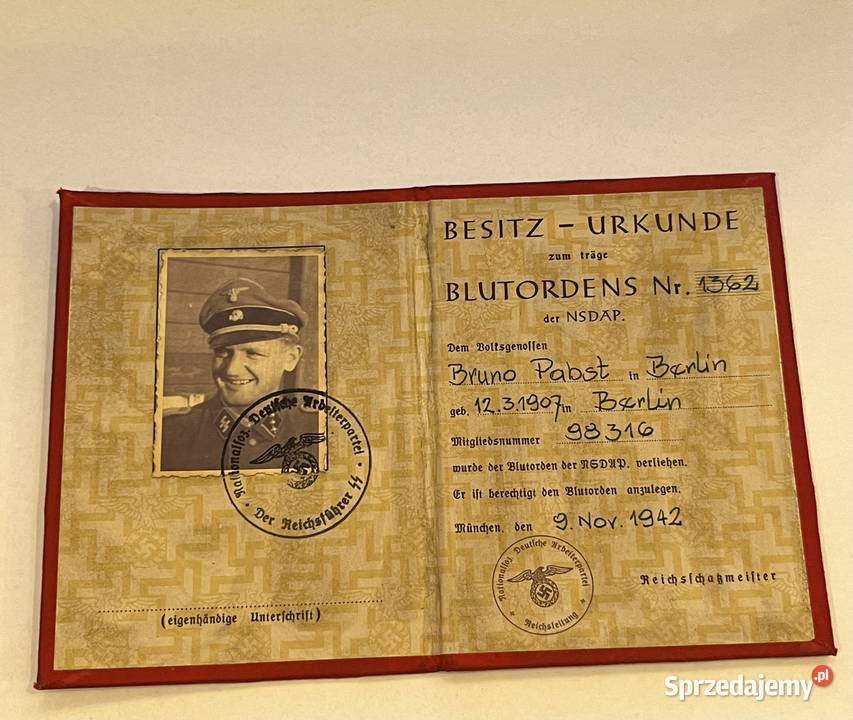 Nationalsoz. Deutsche Arbeiterpartei
Der Reichsführer SS
(eigenhändige Unterschrift)
BESITZ - URKUNDE
zum träge
BLUTORDENS Nr. 1362
der NSDAP.
Dem Volksgenossen
Bruno Pabst in Berlin
geb. 12.3.1907 in Berlin
Mitgliedsnummer 98316
wurde der Blutorden der NSDAP. verliehen.
Er ist berechtigt den Blutorden anzulegen.
München, den 9. Nov. 1942
Nationalsoz. Deutsche Arbeiterpartei
Reichsleitung
Reichsschatzmeister
Sprzedajemy.pl